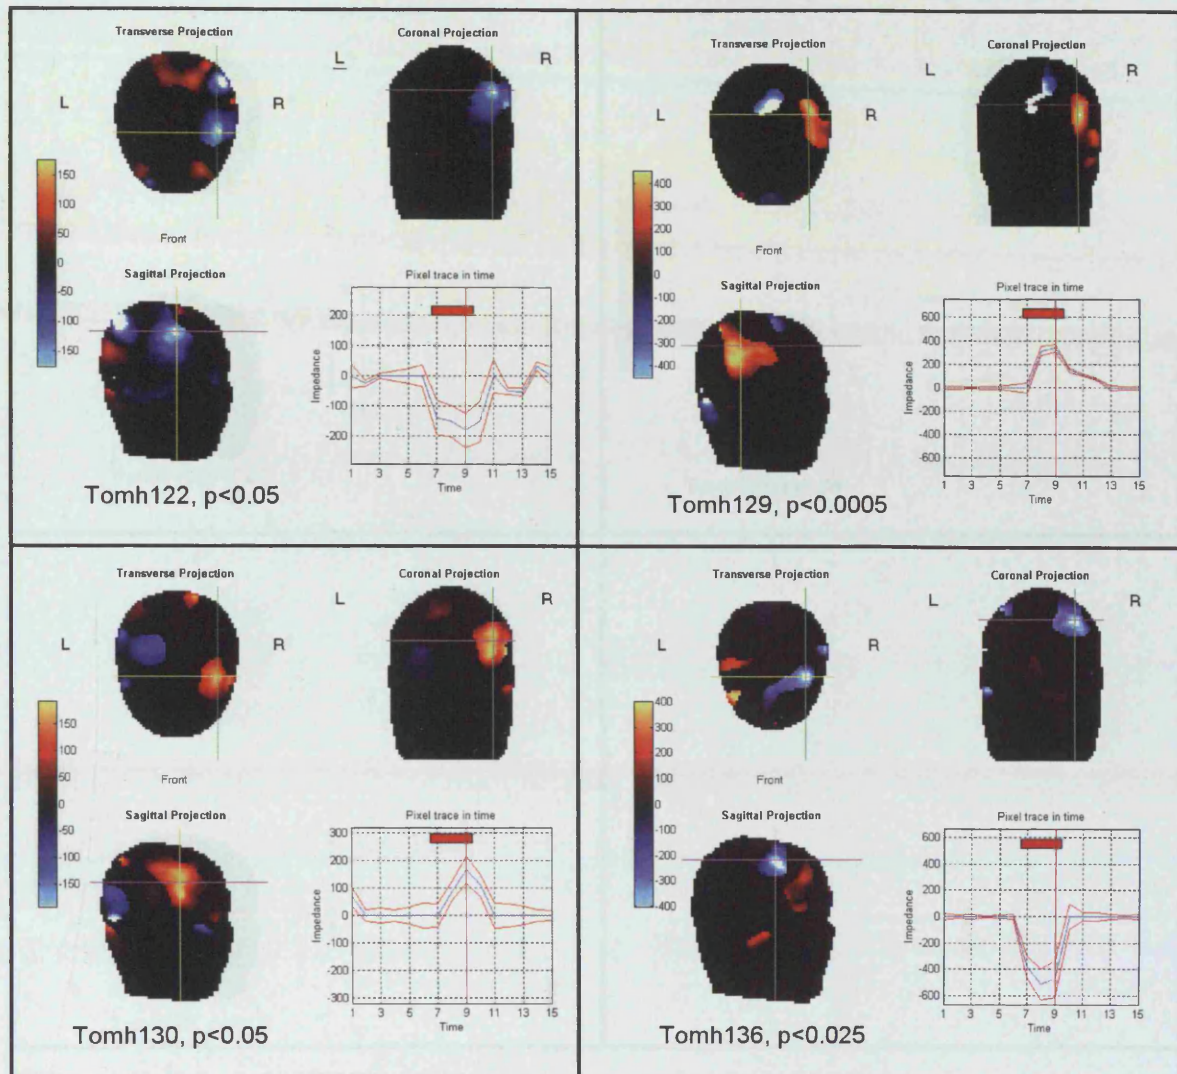 Transverse Projection
Coronal Projection
L
R
L
R
150
100
50
0
-50
-100
-150
Front
Sagittal Projection
Pixel trace in time
200
100
0
-100
-200
Impedance
1 3 5 7 9 11 13 15
Time
Tomh122, p<0.05
Transverse Projection
Coronal Projection
L
R
L
R
400
300
200
100
0
-100
-200
-300
-400
Front
Sagittal Projection
Pixel trace in time
600
400
200
0
-200
-400
-600
Impedance
1 3 5 7 9 11 13 15
Time
Tomh129, p<0.0005
Transverse Projection
Coronal Projection
L
R
L
R
150
100
50
0
-50
-100
-150
Front
Sagittal Projection
Pixel trace in time
300
200
100
0
-100
-200
-300
Impedance
1 3 5 7 9 11 13 15
Time
Tomh130, p<0.05
Transverse Projection
Coronal Projection
L
R
L
R
400
300
200
100
0
-100
-200
-300
-400
Front
Sagittal Projection
Pixel trace in time
600
400
200
0
-200
-400
-600
Impedance
1 3 5 7 9 11 13 15
Time
Tomh136, p<0.025